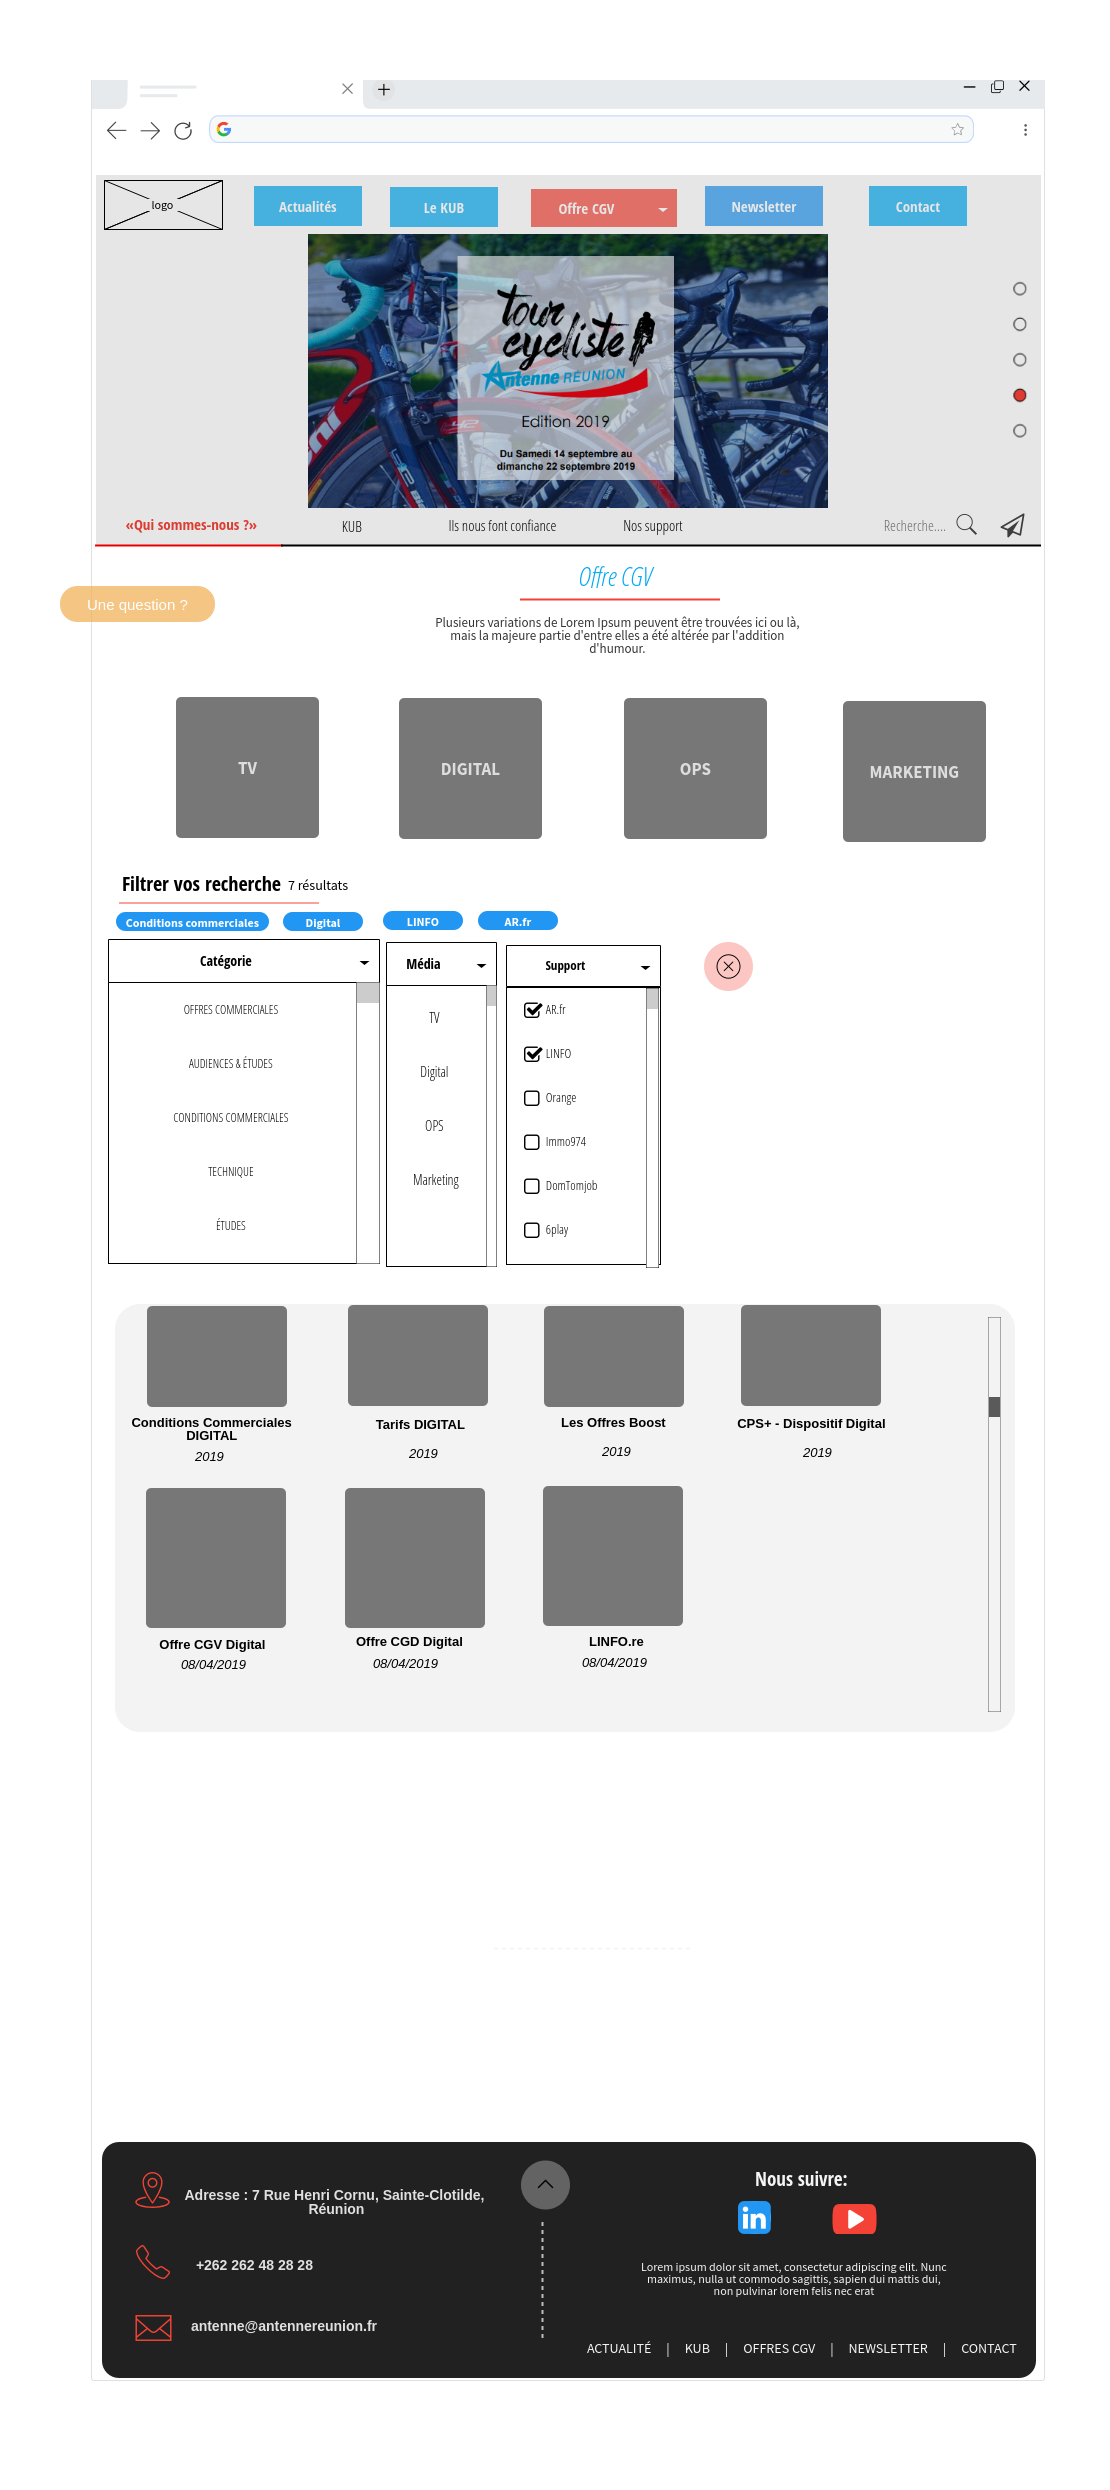 logo
Actualités
Le KUB
Offre CGV
Newsletter
Contact
tour
cycliste
Antenne RÉUNION
Edition 2019
Du Samedi 14 septembre au
dimanche 22 septembre 2019
«Qui sommes-nous ?»
KUB
Ils nous font confiance
Nos support
Recherche....
Offre CGV
Une question ?
Plusieurs variations de Lorem Ipsum peuvent être trouvées ici ou là,
mais la majeure partie d'entre elles a été altérée par l'addition
d'humour.
TV
DIGITAL
OPS
MARKETING
Filtrer vos recherche 7 résultats
Conditions commerciales
Digital
LINFO
AR.fr
Catégorie
Média
Support
OFFRES COMMERCIALES
AUDIENCES & ÉTUDES
CONDITIONS COMMERCIALES
TECHNIQUE
ÉTUDES
TV
Digital
OPS
Marketing
AR.fr
LINFO
Orange
Immo974
DomTomjob
6play
Conditions Commerciales
DIGITAL
2019
Tarifs DIGITAL
2019
Les Offres Boost
2019
CPS+ - Dispositif Digital
2019
Offre CGV Digital
08/04/2019
Offre CGD Digital
08/04/2019
LINFO.re
08/04/2019
Adresse : 7 Rue Henri Cornu, Sainte-Clotilde,
Réunion
+262 262 48 28 28
antenne@antennereunion.fr
Nous suivre:
in
Lorem ipsum dolor sit amet, consectetur adipiscing elit. Nunc
maximus, nulla ut commodo sagittis, sapien dui mattis dui,
non pulvinar lorem felis nec erat
ACTUALITÉ | KUB | OFFRES CGV | NEWSLETTER | CONTACT